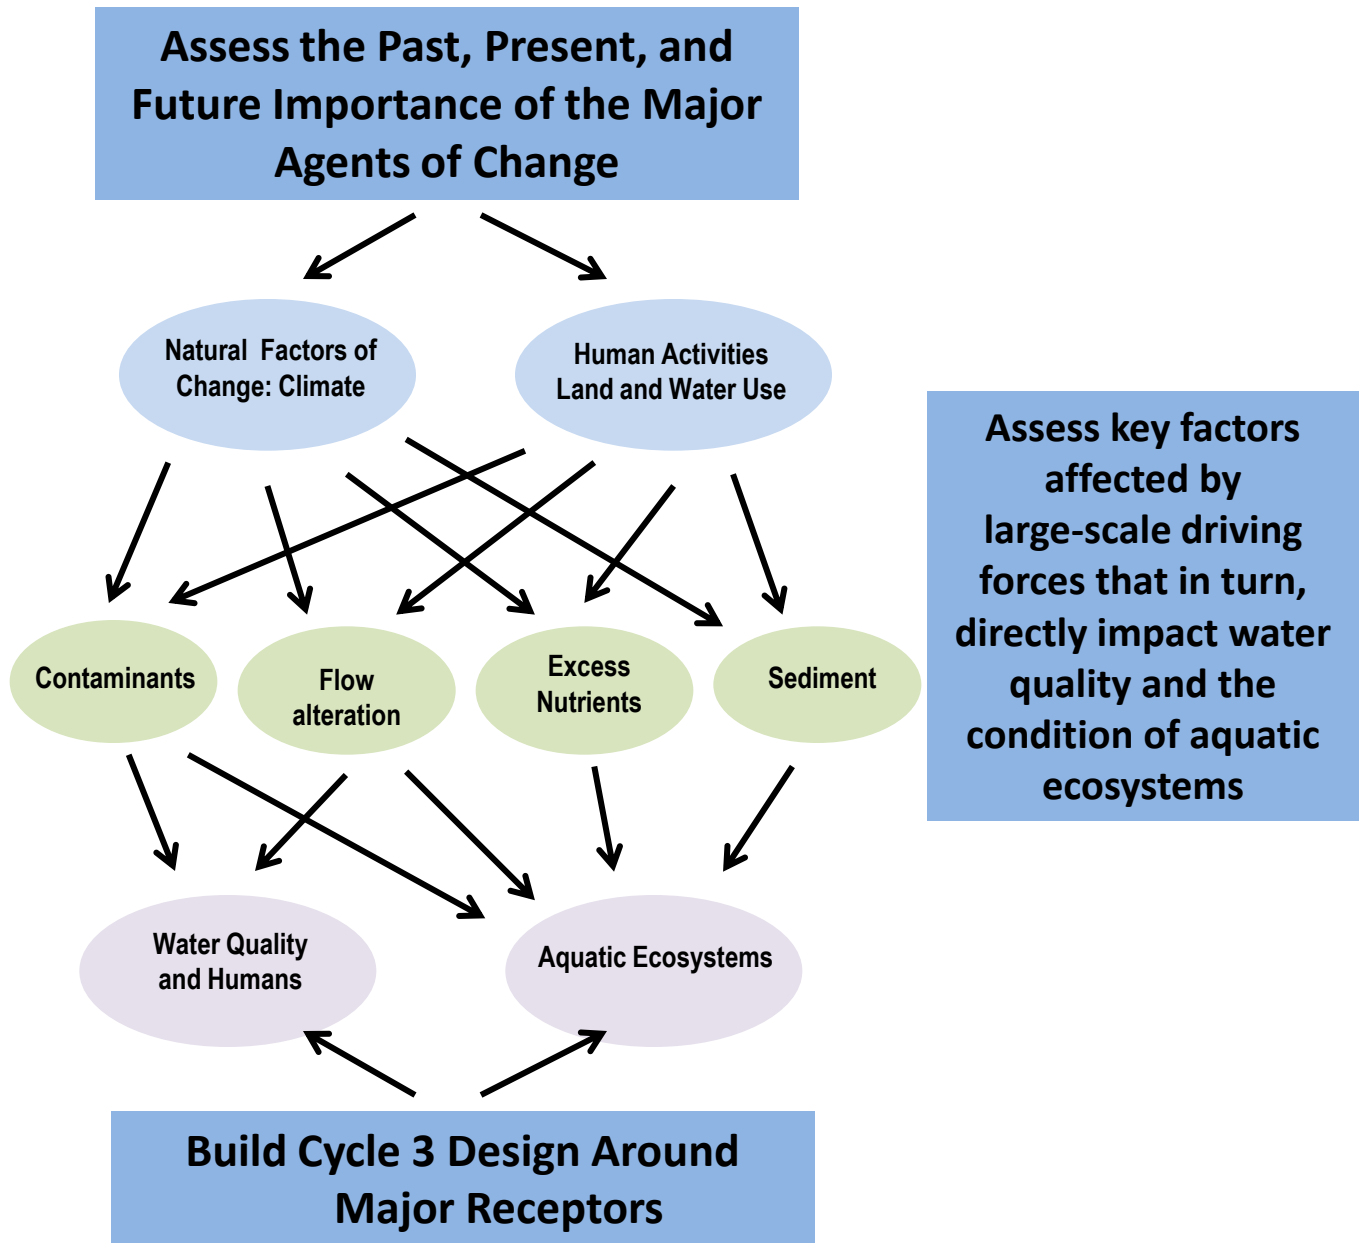 Assess the Past, Present, and
Future Importance of the Major
Agents of Change
Natural Factors of
Change: Climate
Human Activities
Land and Water Use
Assess key factors
affected by
large-scale driving
forces that in turn,
directly impact water
quality and the
condition of aquatic
ecosystems
Contaminants
Flow
alteration
Excess
Nutrients
Sediment
Water Quality
and Humans
Aquatic Ecosystems
Build Cycle 3 Design Around
Major Receptors